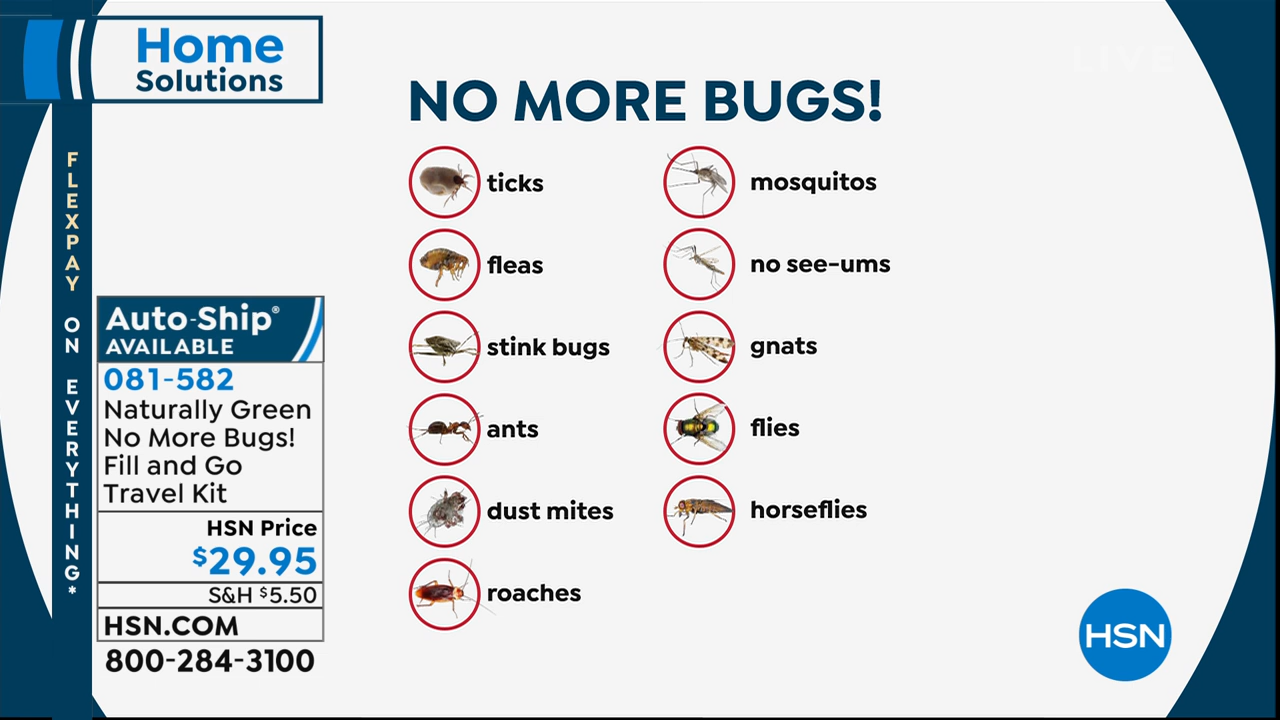 Home
Solutions
LIVE
NO MORE BUGS!
ticks
fleas
stink bugs
ants
dust mites
roaches
mosquitos
no see-ums
gnats
flies
horseflies
FLEXPAY ON EVERYTHING*
Auto-Ship®
AVAILABLE
081-582
Naturally Green
No More Bugs!
Fill and Go
Travel Kit
HSN Price
$29.95
S&H $5.50
HSN.COM
800-284-3100
HSN